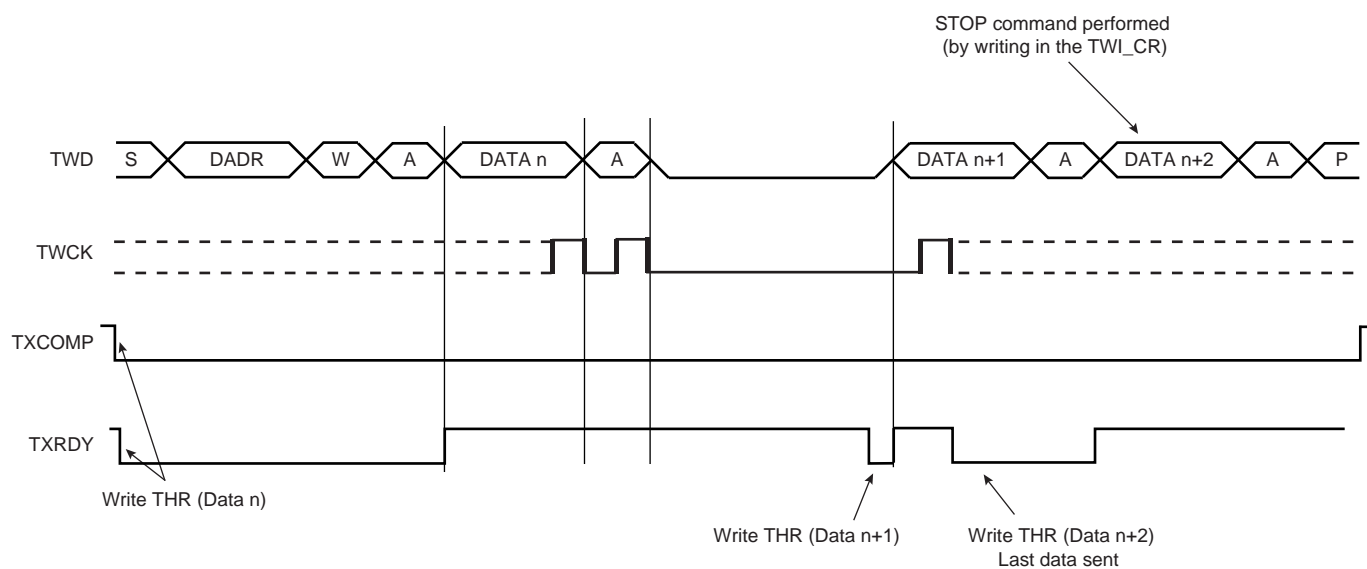 STOP command performed
(by writing in the TWI_CR)
TWD S DADR W A DATA n A DATA n+1 A DATA n+2 A P
TWCK
TXCOMP
TXRDY
Write THR (Data n)
Write THR (Data n+1)
Write THR (Data n+2)
Last data sent